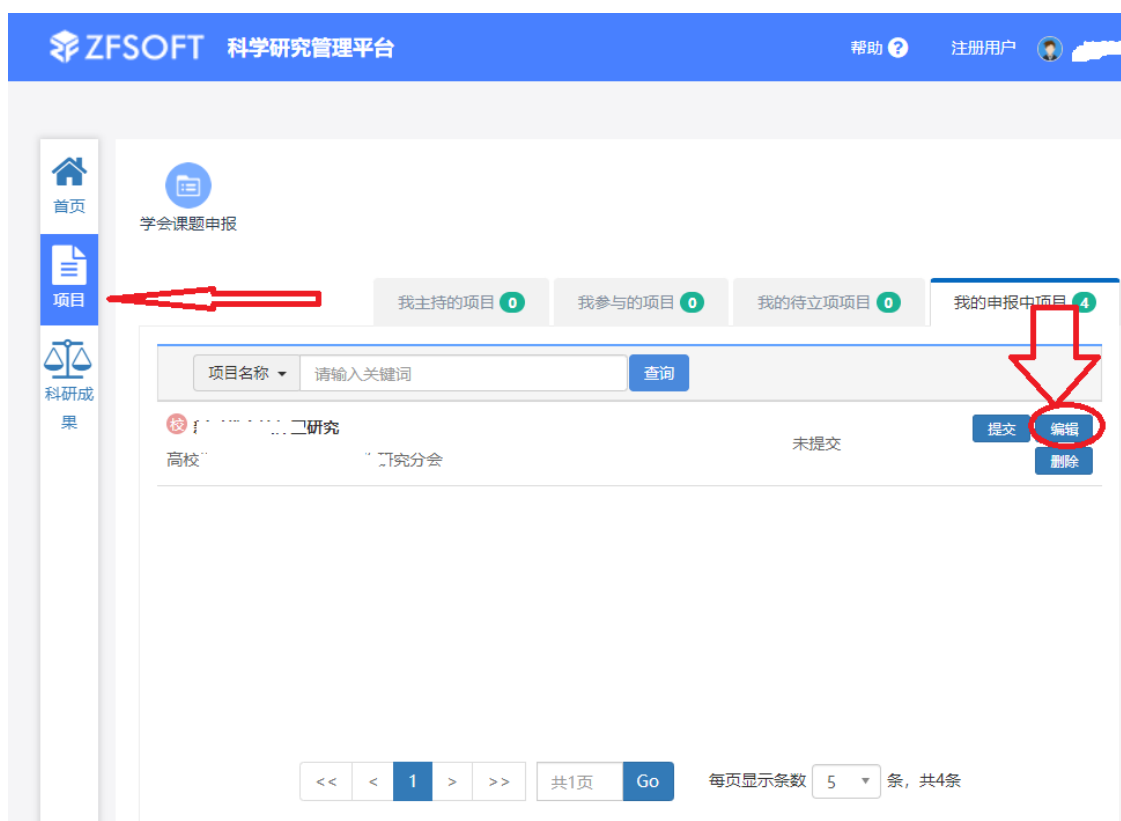 ZFSOFT 科学研究管理平台 帮助 ? 注册用户
首页
学会课题申报
项目
我主持的项目 0 我参与的项目 0 我的待立项项目 0 我的申报中项目 4
科研成
果
项目名称 请输入关键词 查询
校 研究
未提交
提交 编辑
高校 研究分会
删除
<< < 1 > >> 共1页 Go 每页显示条数 5 条，共4条